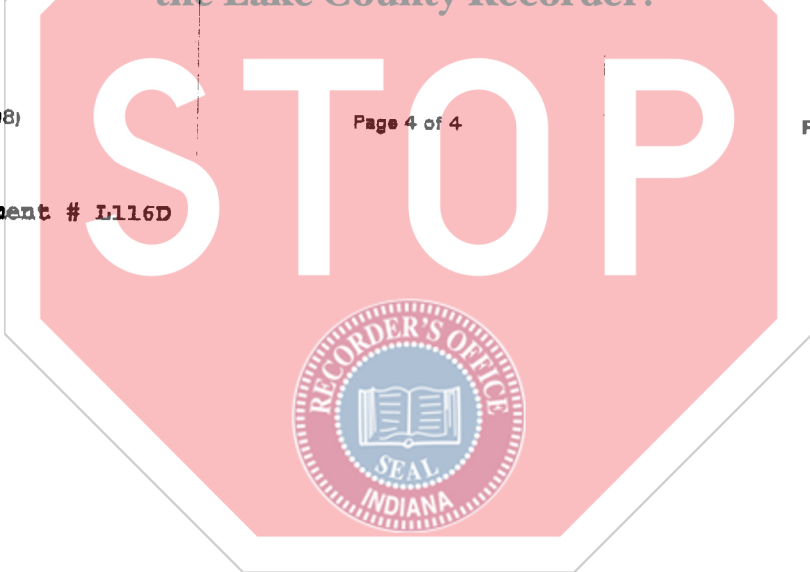 the Lake County Recorder!
8)
Page 4 of 4
STOP
ent # L116D
RECORDER'S OFFICE
SEAL
INDIANA